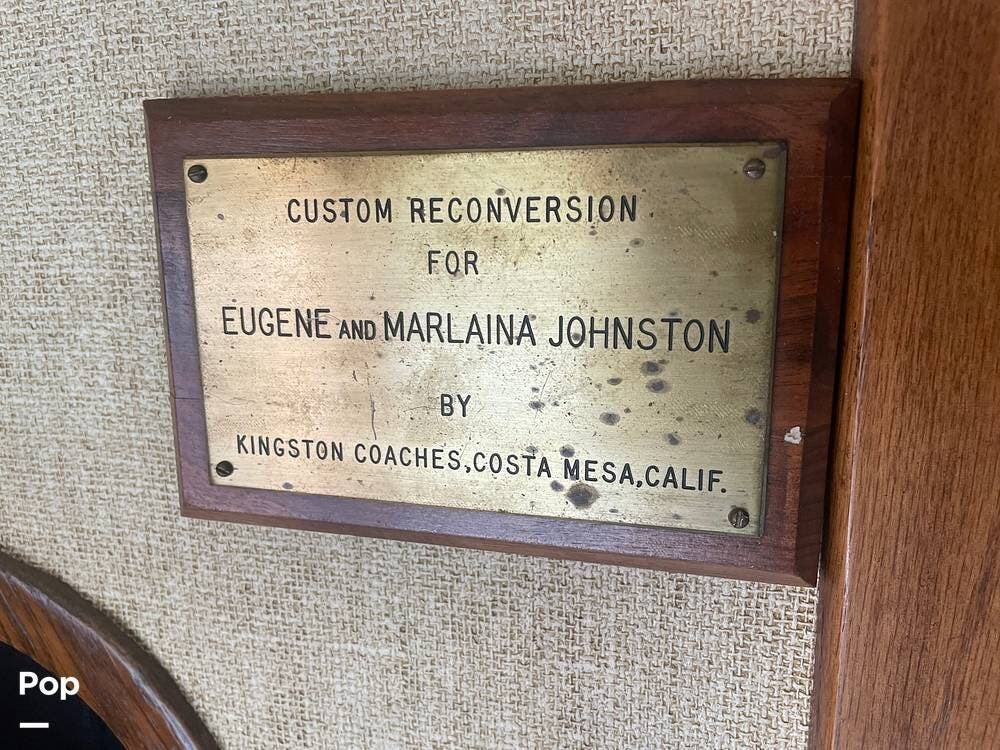 CUSTOM RECONVERSION
FOR
EUGENE AND MARLAINA JOHNSTON
BY
KINGSTON COACHES, COSTA MESA, CALIF.
Pop